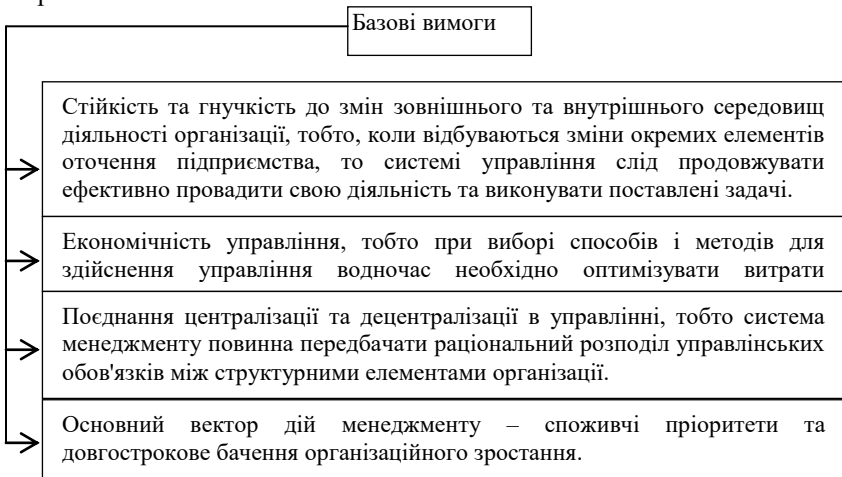 Базові вимоги
Стійкість та гнучкість до змін зовнішнього та внутрішнього середовищ
діяльності організації, тобто, коли відбуваються зміни окремих елементів
оточення підприємства, то системі управління слід продовжувати
ефективно провадити свою діяльність та виконувати поставлені задачі.
Економічність управління, тобто при виборі способів і методів для
здійснення управління водночас необхідно оптимізувати витрати
Поєднання централізації та децентралізації в управлінні, тобто система
менеджменту повинна передбачати раціональний розподіл управлінських
обов'язків між структурними елементами організації.
Основний вектор дій менеджменту – споживчі пріоритети та
довгострокове бачення організаційного зростання.